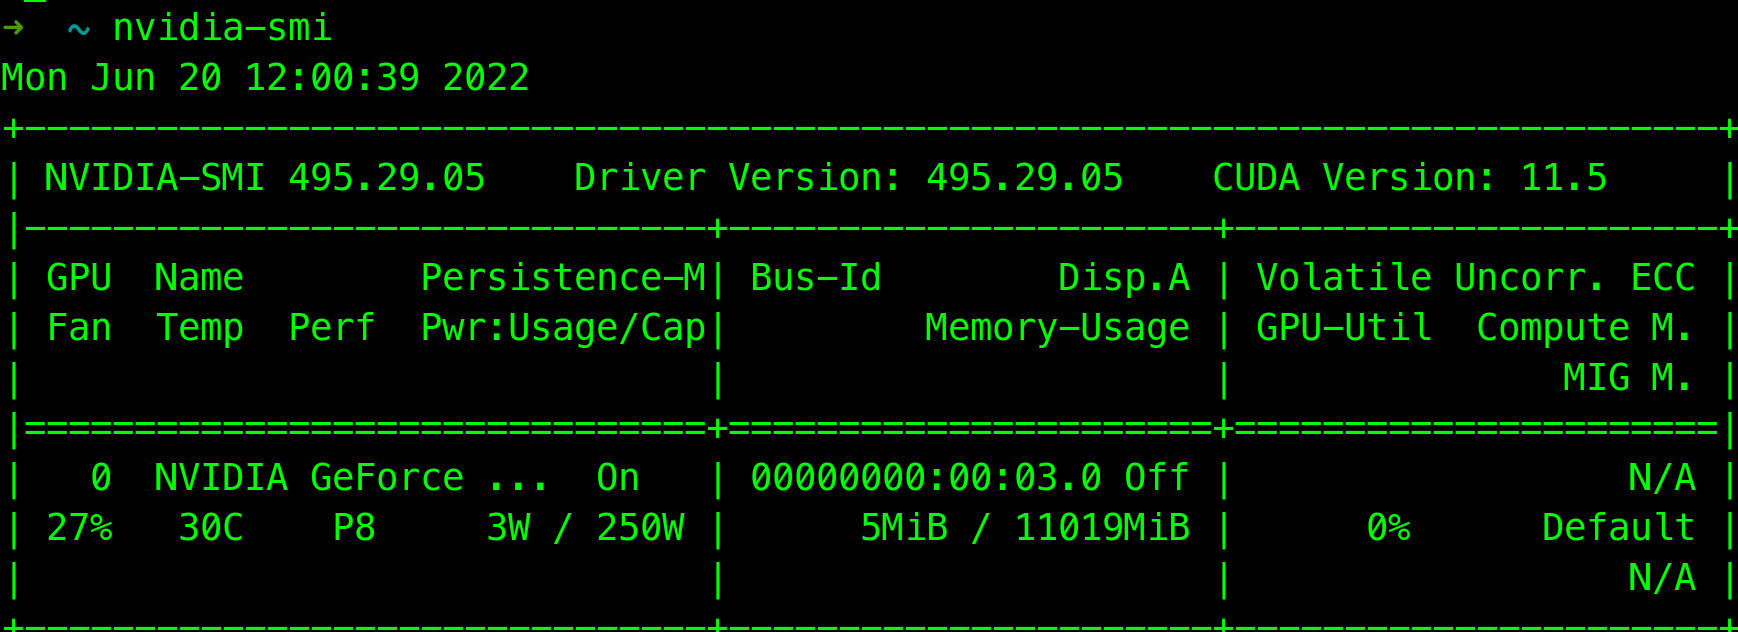 ➜  ~ nvidia-smi
Mon Jun 20 12:00:39 2022
+-----------------------------------------------------------------------------+
| NVIDIA-SMI 495.29.05    Driver Version: 495.29.05    CUDA Version: 11.5     |
|-------------------------------+----------------------+----------------------+
| GPU  Name        Persistence-M| Bus-Id        Disp.A | Volatile Uncorr. ECC |
| Fan  Temp  Perf  Pwr:Usage/Cap|         Memory-Usage | GPU-Util  Compute M. |
|                               |                      |               MIG M. |
|===============================+======================+======================|
|   0  NVIDIA GeForce ...  On   | 00000000:00:03.0 Off |                  N/A |
| 27%   30C    P8     3W / 250W |      5MiB / 11019MiB |      0%      Default |
|                               |                      |                  N/A |
+-------------------------------+----------------------+----------------------+